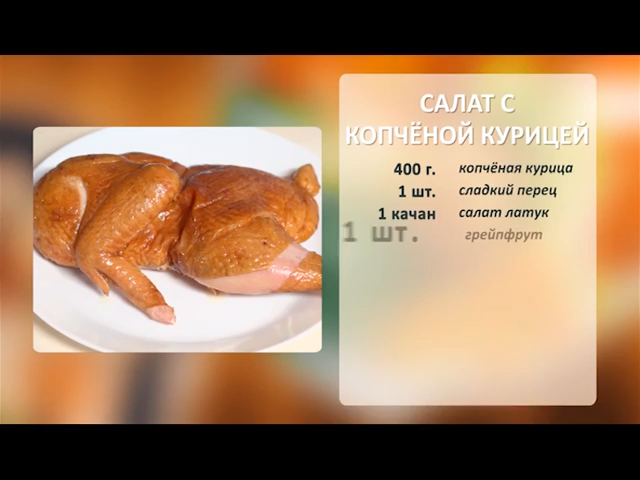 САЛАТ С
КОПЧЁНОЙ КУРИЦЕЙ
400 г. копчёная курица
1 шт. сладкий перец
1 качан салат латук
1 шт. грейпфрут